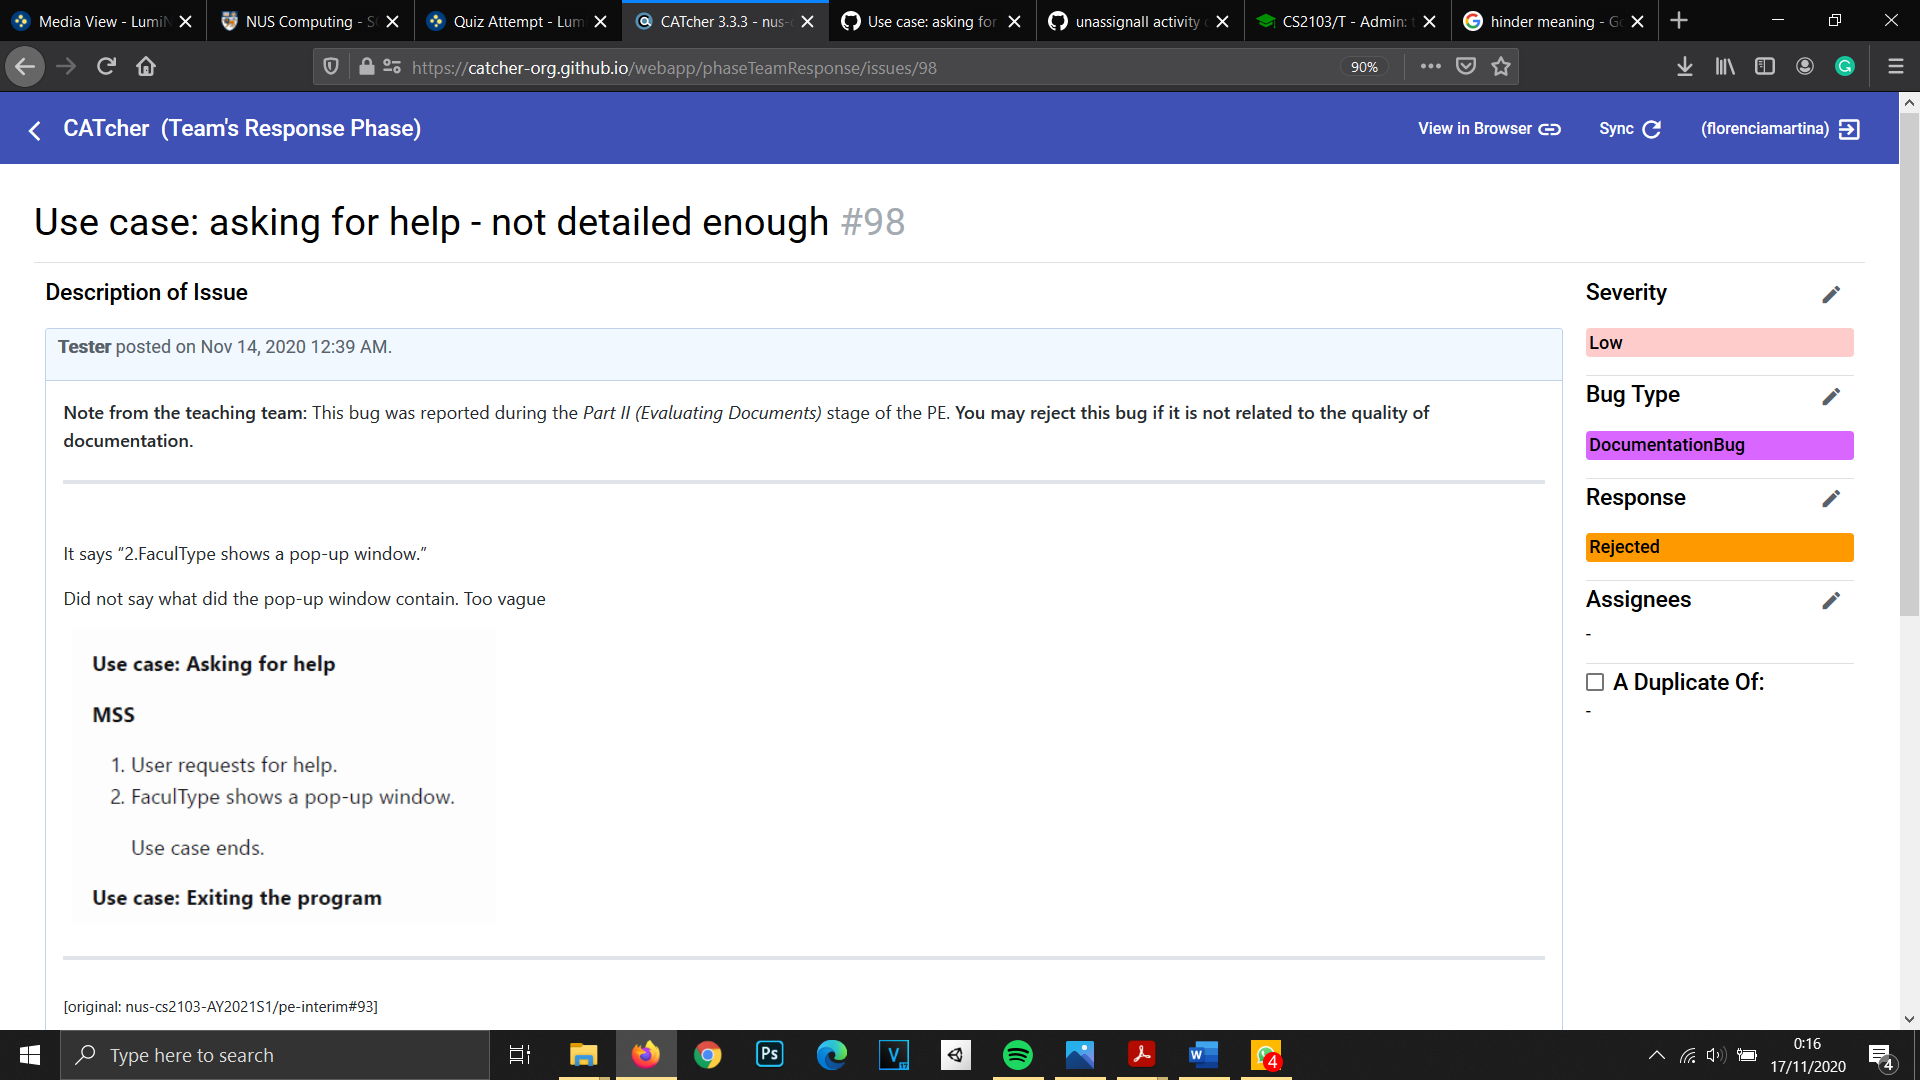 Media View - LumiN
NUS Computing - S
Quiz Attempt - Lum
CATcher 3.3.3 - nus-
Use case: asking for
unassignall activity
CS2103/T - Admin:
hinder meaning - G
https://catcher-org.github.io/webapp/phaseTeamResponse/issues/98
90%
CATcher (Team's Response Phase)
View in Browser
Sync
(florenciamartina)
Use case: asking for help - not detailed enough #98
Description of Issue
Tester posted on Nov 14, 2020 12:39 AM.
Note from the teaching team: This bug was reported during the Part II (Evaluating Documents) stage of the PE. You may reject this bug if it is not related to the quality of
documentation.
It says “2.FaculType shows a pop-up window.”
Did not say what did the pop-up window contain. Too vague
Use case: Asking for help
MSS
1. User requests for help.
2. FaculType shows a pop-up window.
Use case ends.
Use case: Exiting the program
[original: nus-cs2103-AY2021S1/pe-interim#93]
Severity
Low
Bug Type
DocumentationBug
Response
Rejected
Assignees
-
A Duplicate Of:
-
Type here to search
Ps
V
W
4
0:16
17/11/2020
4